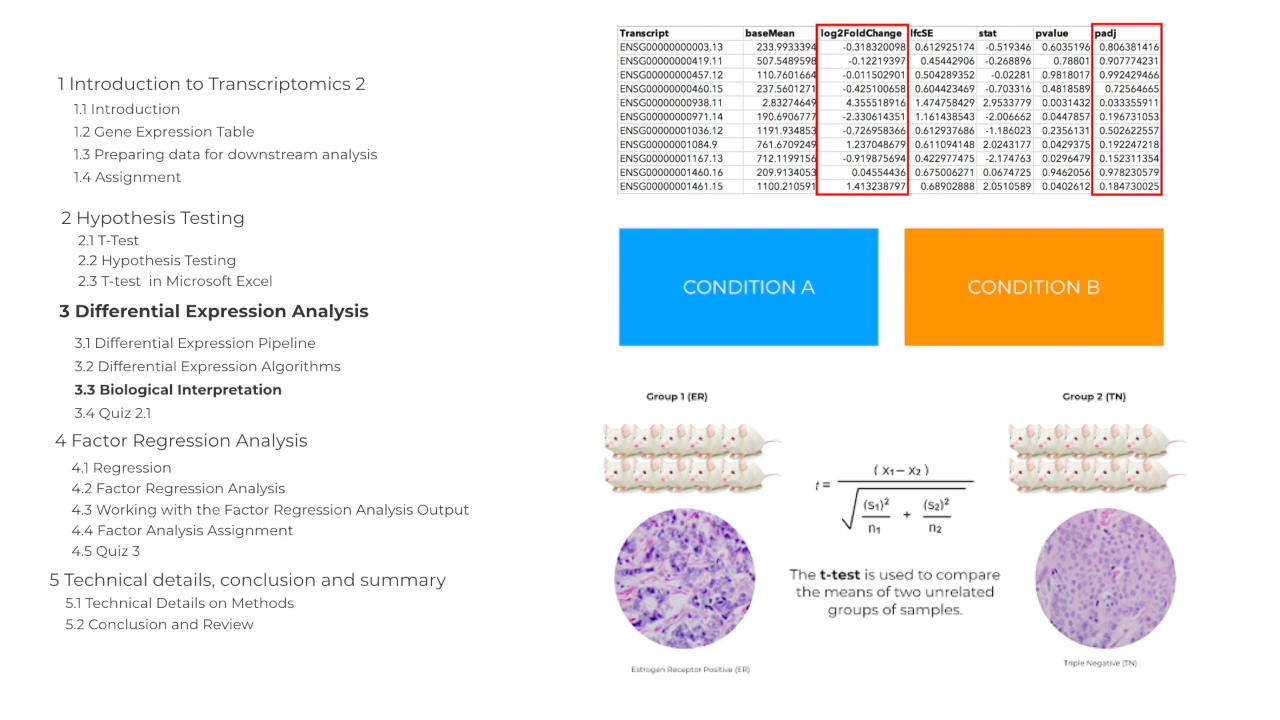 1 Introduction to Transcriptomics 2
1.1 Introduction
1.2 Gene Expression Table
1.3 Preparing data for downstream analysis
1.4 Assignment
2 Hypothesis Testing
2.1 T-Test
2.2 Hypothesis Testing
2.3 T-test in Microsoft Excel
3 Differential Expression Analysis
3.1 Differential Expression Pipeline
3.2 Differential Expression Algorithms
3.3 Biological Interpretation
3.4 Quiz 2.1
4 Factor Regression Analysis
4.1 Regression
4.2 Factor Regression Analysis
4.3 Working with the Factor Regression Analysis Output
4.4 Factor Analysis Assignment
4.5 Quiz 3
5 Technical details, conclusion and summary
5.1 Technical Details on Methods
5.2 Conclusion and Review
Transcript baseMean log2FoldChange lfcSE stat pvalue padj
ENSG00000000003.13 233.9933394 -0.318320098 0.612925174 -0.519346 0.6035196 0.806381416
ENSG00000000419.11 507.5489598 -0.12219397 0.45442906 -0.268896 0.78801 0.907774231
ENSG00000000457.12 110.7601664 -0.011502901 0.504289352 -0.02281 0.9818017 0.992429466
ENSG00000000460.15 237.5601271 -0.425100658 0.604423469 -0.703316 0.4818589 0.72564665
ENSG00000000938.11 2.83274649 4.355518916 1.474758429 2.9533779 0.0031432 0.033355911
ENSG00000000971.14 190.6906777 -2.330614351 1.161438543 -2.006662 0.0447857 0.196731053
ENSG00000001036.12 1191.934853 -0.726958366 0.612937686 -1.186023 0.2356131 0.502622557
ENSG00000001084.9 761.6709249 1.237048679 0.611094148 2.0243177 0.0429375 0.192247218
ENSG00000001167.13 712.1199156 -0.919875694 0.422977475 -2.174763 0.0296479 0.152311354
ENSG00000001460.16 209.9134053 0.04554436 0.675006271 0.0674725 0.9462056 0.978230579
ENSG00000001461.15 1100.210591 1.413238797 0.68902888 2.0510589 0.0402612 0.184730025
CONDITION A
CONDITION B
Group 1 (ER)
Group 2 (TN)
t = ( x₁ – x₂ )
√ (s₁)² / n₁ + (s₂)² / n₂
The t-test is used to compare
the means of two unrelated
groups of samples.
Estrogen Receptor Positive (ER)
Triple Negative (TN)